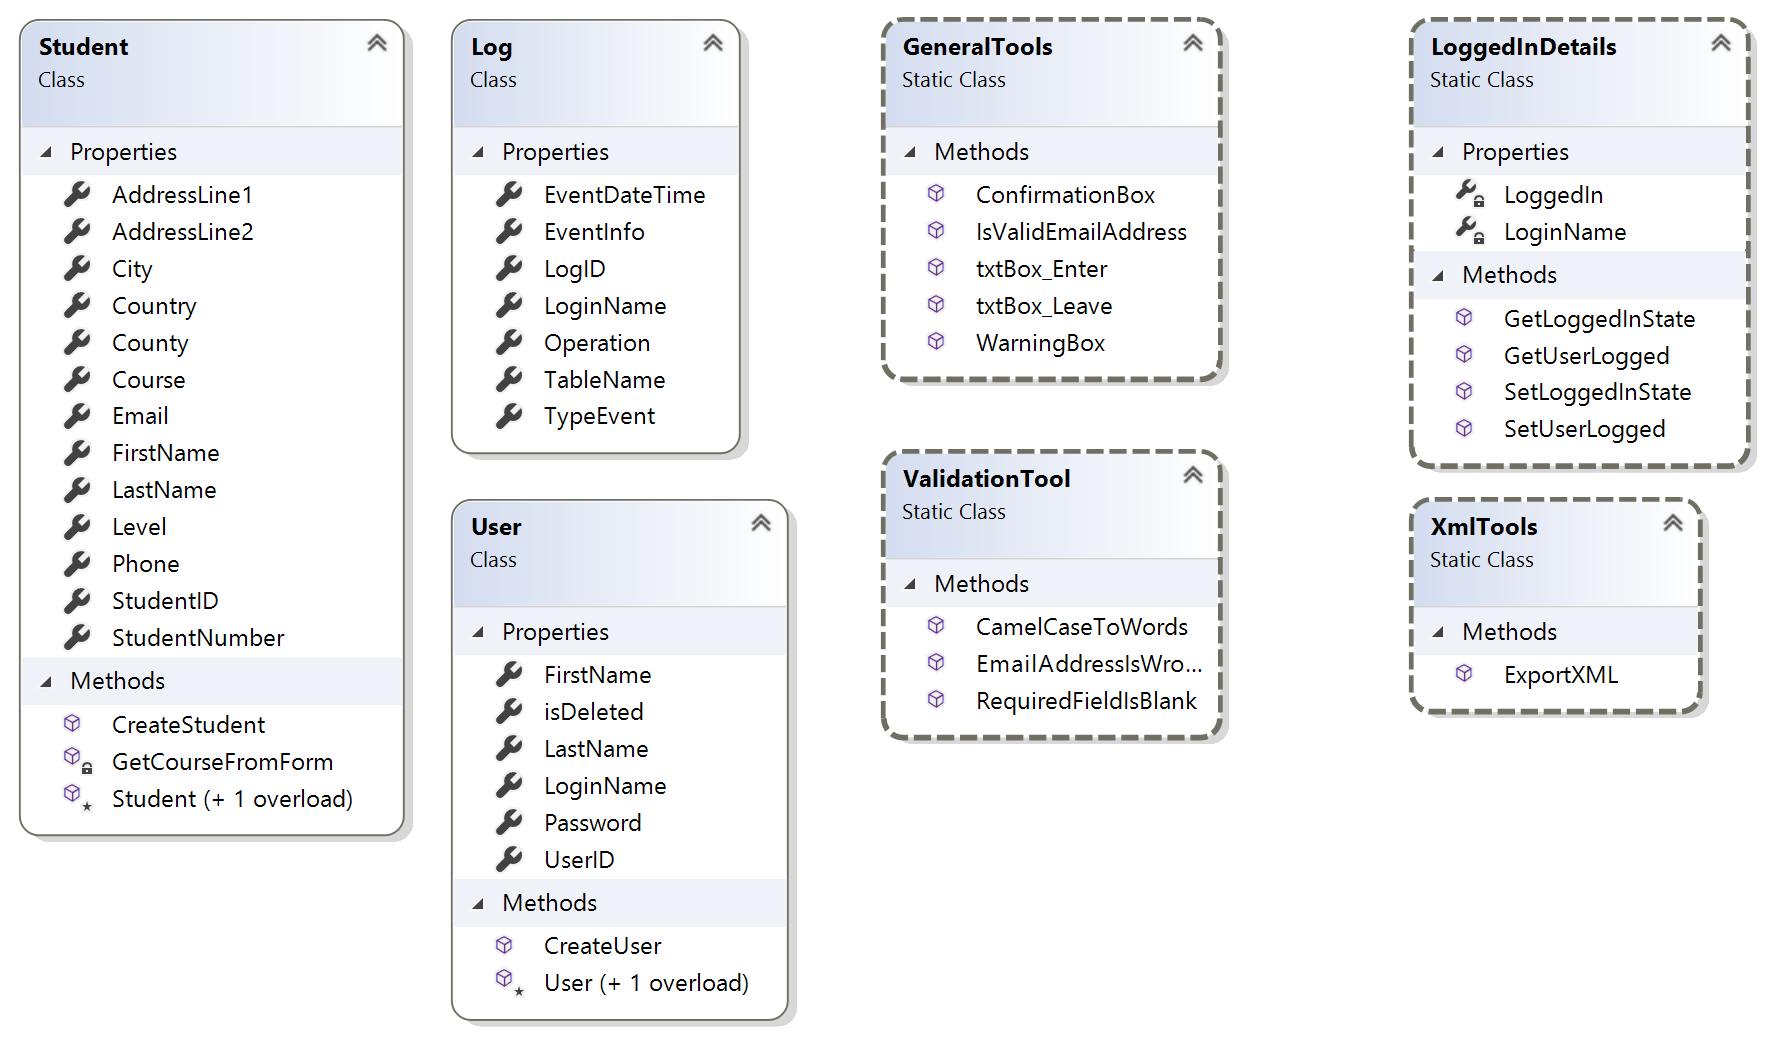 Student
Class
Properties
AddressLine1
AddressLine2
City
Country
County
Course
Email
FirstName
LastName
Level
Phone
StudentID
StudentNumber
Methods
CreateStudent
GetCourseFromForm
Student (+ 1 overload)
Log
Class
Properties
EventDateTime
EventInfo
LogID
LoginName
Operation
TableName
TypeEvent
User
Class
Properties
FirstName
isDeleted
LastName
LoginName
Password
UserID
Methods
CreateUser
User (+ 1 overload)
GeneralTools
Static Class
Methods
ConfirmationBox
IsValidEmailAddress
txtBox_Enter
txtBox_Leave
WarningBox
ValidationTool
Static Class
Methods
CamelCaseToWords
EmailAddressIsWro...
RequiredFieldIsBlank
LoggedInDetails
Static Class
Properties
LoggedIn
LoginName
Methods
GetLoggedInState
GetUserLogged
SetLoggedInState
SetUserLogged
XmlTools
Static Class
Methods
ExportXML